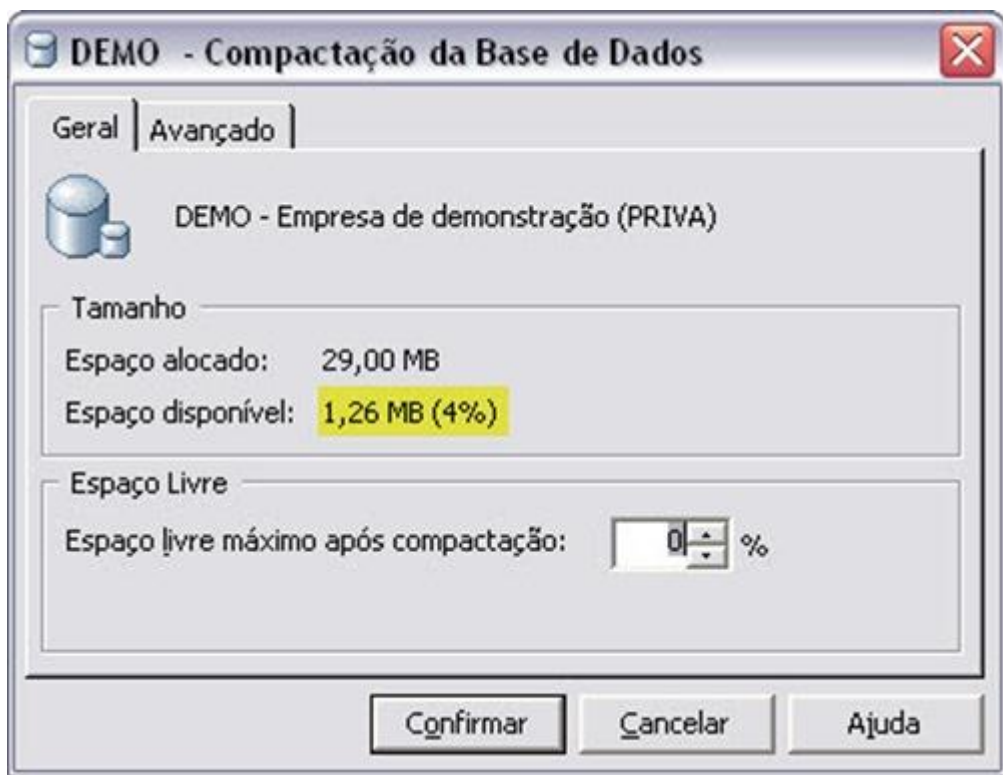 DEMO - Compactação da Base de Dados
Geral Avançado
DEMO - Empresa de demonstração (PRIVA)
Tamanho
Espaço alocado: 29,00 MB
Espaço disponível: 1,26 MB (4%)
Espaço Livre
Espaço livre máximo após compactação: 0 %
Confirmar Cancelar Ajuda